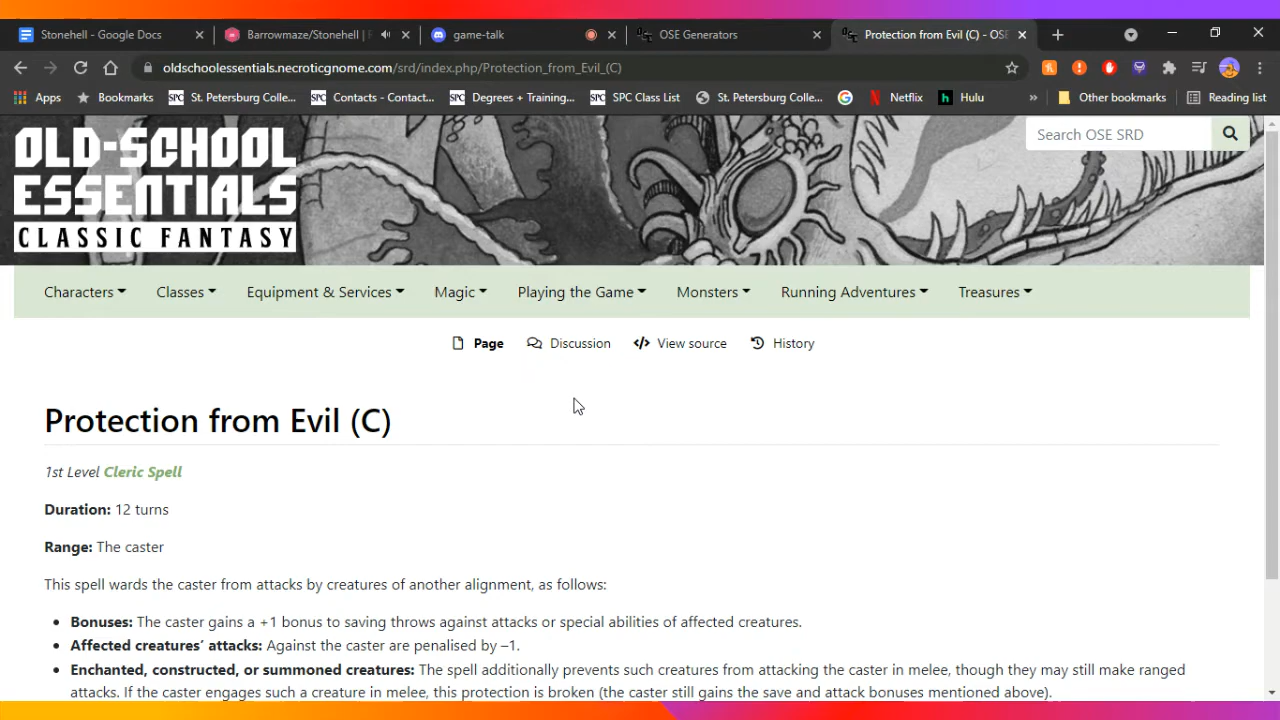 Stonehell - Google Docs
Barrowmaze/Stonehell |
game-talk
OSE Generators
Protection from Evil (C) - OSE
oldschoolessentials.necroticgnome.com/srd/index.php/Protection_from_Evil_(C)
Apps
Bookmarks
SPC
St. Petersburg Colle...
SPC
Contacts - Contact...
SPC
Degrees + Training...
SPC
SPC Class List
St. Petersburg Colle...
Netflix
h
Hulu
»
Other bookmarks
Reading list
OLD-SCHOOL
ESSENTIALS
CLASSIC FANTASY
Search OSE SRD
Characters
Classes
Equipment & Services
Magic
Playing the Game
Monsters
Running Adventures
Treasures
Page
Discussion
View source
History
Protection from Evil (C)
1st Level Cleric Spell
Duration: 12 turns
Range: The caster
This spell wards the caster from attacks by creatures of another alignment, as follows:
• Bonuses: The caster gains a +1 bonus to saving throws against attacks or special abilities of affected creatures.
• Affected creatures’ attacks: Against the caster are penalised by –1.
• Enchanted, constructed, or summoned creatures: The spell additionally prevents such creatures from attacking the caster in melee, though they may still make ranged
attacks. If the caster engages such a creature in melee, this protection is broken (the caster still gains the save and attack bonuses mentioned above).